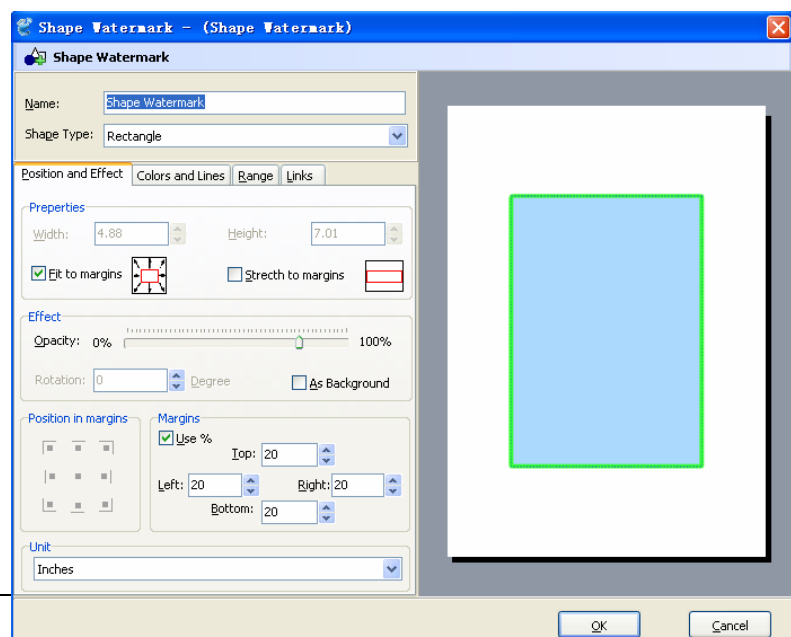 Shape Watermark - (Shape Watermark)
Shape Watermark
Name: Shape Watermark
Shape Type: Rectangle
Position and Effect Colors and Lines Range Links
Preperties
Width: 4.88 Height: 7.01
Fit to margins Strecth to margins
Effect
Opacity: 0% 100%
Rotation: 0 Degree As Background
Position in margins Margins
Use %
Top: 20
Left: 20 Right: 20
Bottom: 20
Unit
Inches
OK Cancel